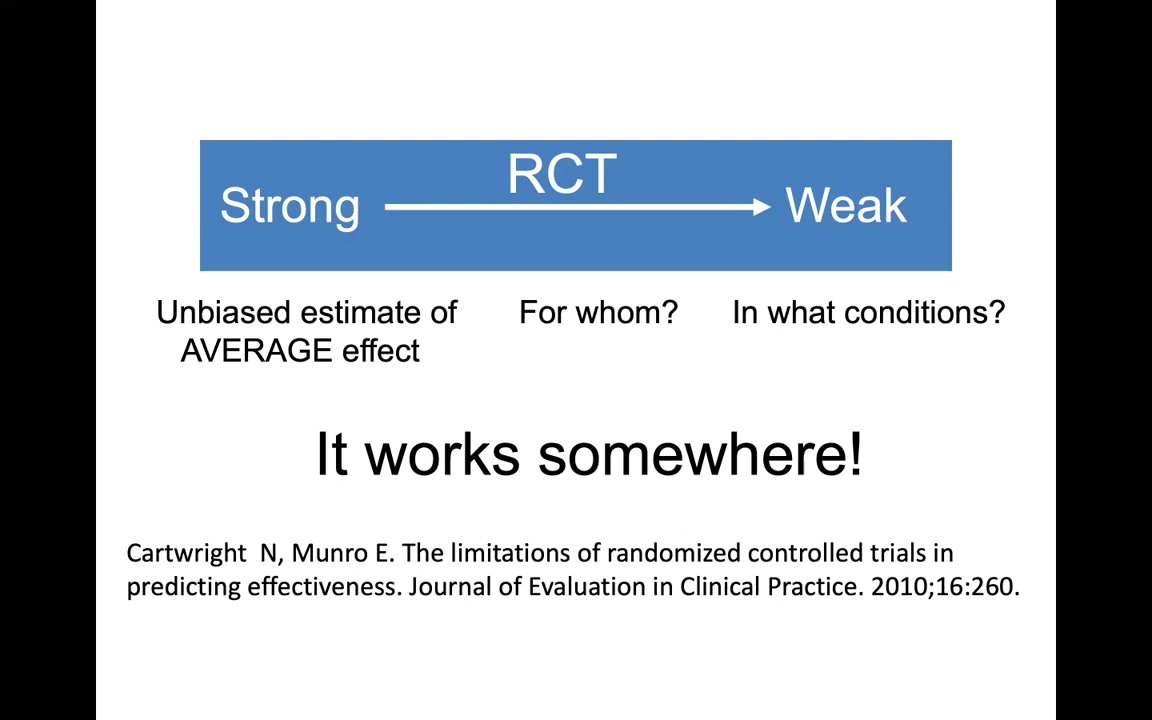 RCT
Strong Weak
Unbiased estimate of For whom? In what conditions?
AVERAGE effect
It works somewhere!
Cartwright  N, Munro E. The limitations of randomized controlled trials in
predicting effectiveness. Journal of Evaluation in Clinical Practice. 2010;16:260.